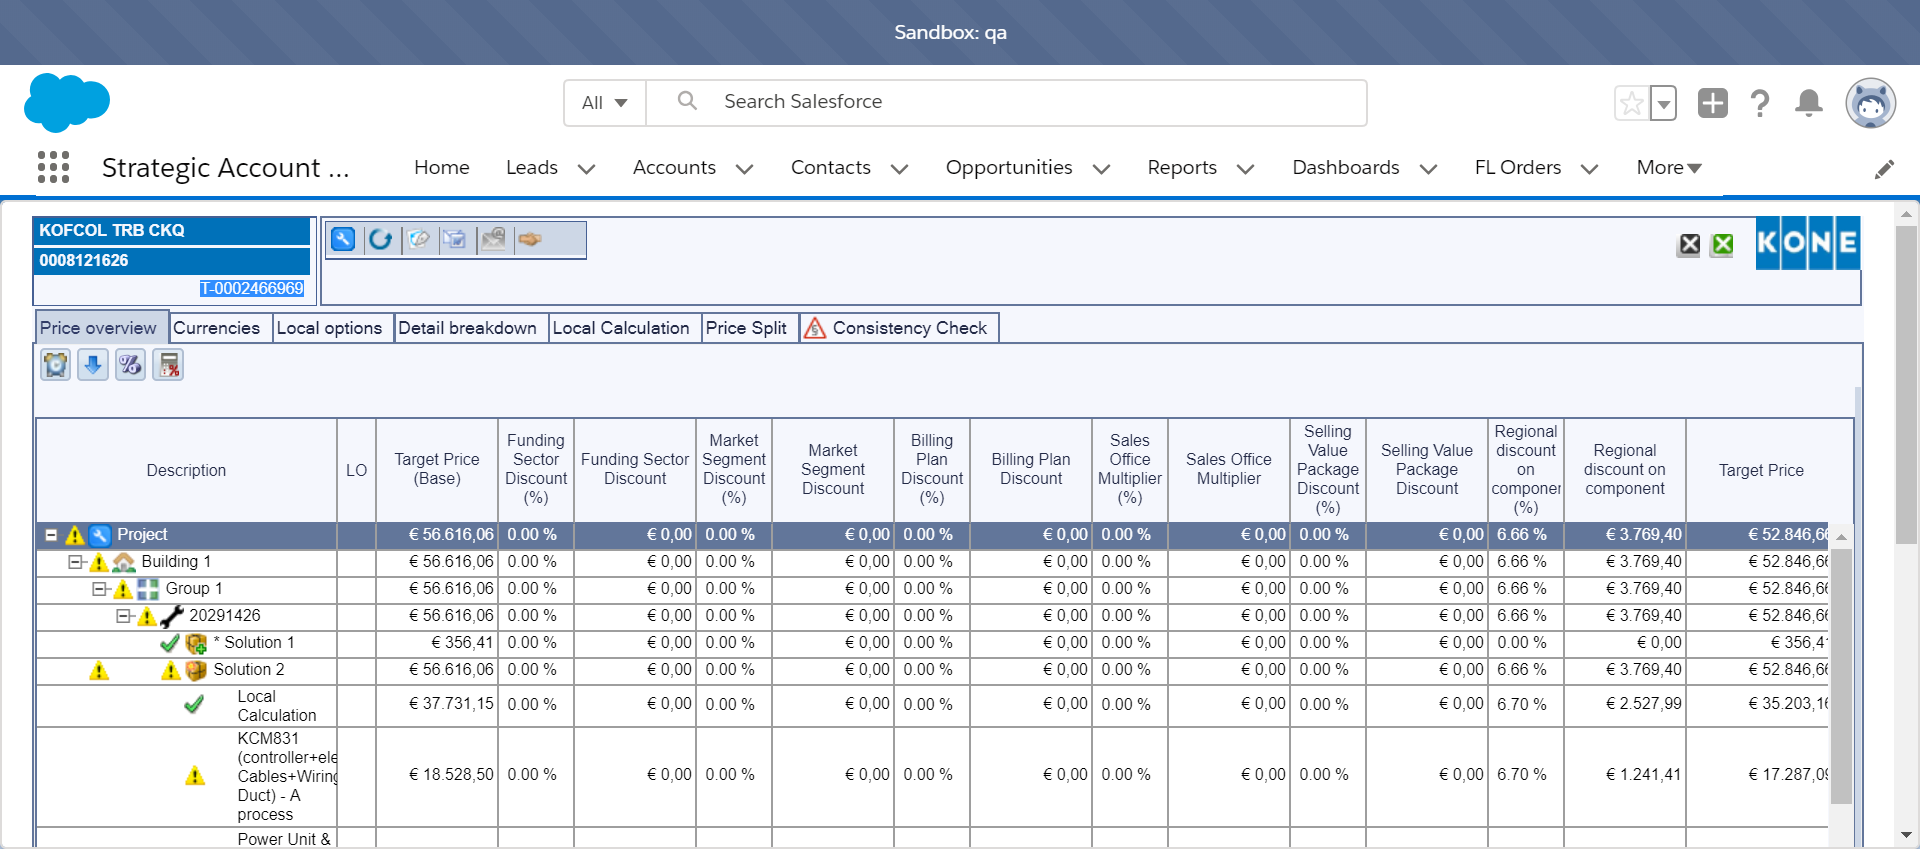 Sandbox: qa
All
Search Salesforce
Strategic Account ...
Home
Leads
Accounts
Contacts
Opportunities
Reports
Dashboards
FL Orders
More
KOFCOL TRB CKQ
0008121626
T-0002466969
KONE
Price overview
Currencies
Local options
Detail breakdown
Local Calculation
Price Split
Consistency Check
Description
LO
Target Price
(Base)
Funding
Sector
Discount
(%)
Funding Sector
Discount
Market
Segment
Discount
(%)
Market
Segment
Discount
Billing
Plan
Discount
(%)
Billing Plan
Discount
Sales
Office
Multiplier
(%)
Sales Office
Multiplier
Selling
Value
Package
Discount
(%)
Selling Value
Package
Discount
Regional
discount
on
componer
(%)
Regional
discount on
component
Target Price
Project € 56.616,06 0.00 % € 0,00 0.00 % € 0,00 0.00 % € 0,00 0.00 % € 0,00 0.00 % € 0,00 6.66 % € 3.769,40 € 52.846,66
Building 1 € 56.616,06 0.00 % € 0,00 0.00 % € 0,00 0.00 % € 0,00 0.00 % € 0,00 0.00 % € 0,00 6.66 % € 3.769,40 € 52.846,66
Group 1 € 56.616,06 0.00 % € 0,00 0.00 % € 0,00 0.00 % € 0,00 0.00 % € 0,00 0.00 % € 0,00 6.66 % € 3.769,40 € 52.846,66
20291426 € 56.616,06 0.00 % € 0,00 0.00 % € 0,00 0.00 % € 0,00 0.00 % € 0,00 0.00 % € 0,00 6.66 % € 3.769,40 € 52.846,66
* Solution 1 € 356,41 0.00 % € 0,00 0.00 % € 0,00 0.00 % € 0,00 0.00 % € 0,00 0.00 % € 0,00 0.00 % € 0,00 € 356,41
Solution 2 € 56.616,06 0.00 % € 0,00 0.00 % € 0,00 0.00 % € 0,00 0.00 % € 0,00 0.00 % € 0,00 6.66 % € 3.769,40 € 52.846,66
Local
Calculation
€ 37.731,15 0.00 % € 0,00 0.00 % € 0,00 0.00 % € 0,00 0.00 % € 0,00 0.00 % € 0,00 6.70 % € 2.527,99 € 35.203,16
KCM831
(controller+ele
Cables+Wiring
Duct) - A
process
€ 18.528,50 0.00 % € 0,00 0.00 % € 0,00 0.00 % € 0,00 0.00 % € 0,00 0.00 % € 0,00 6.70 % € 1.241,41 € 17.287,09
Power Unit &